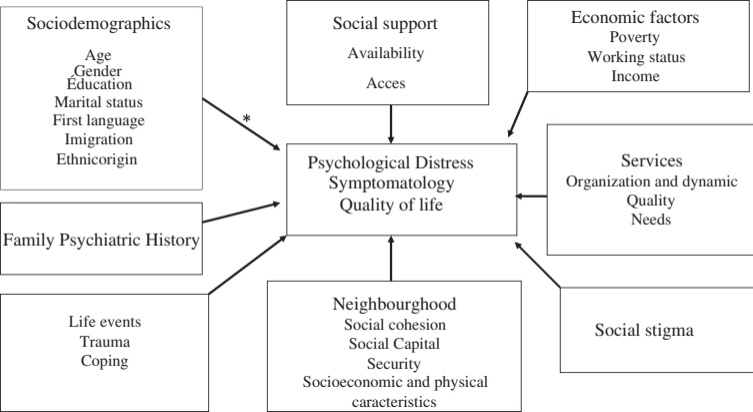 Sociodemographics
Age
Gender
Éducation
Marital status
First language
Imigration
Ethnicorigin
Social support
Availability
Acces
Economic factors
Poverty
Working status
Income
*
Psychological Distress
Symptomatology
Quality of life
Services
Organization and dynamic
Quality
Needs
Family Psychiatric History
Life events
Trauma
Coping
Neighbourghood
Social cohesion
Social Capital
Security
Socioeconomic and physical
caracteristics
Social stigma